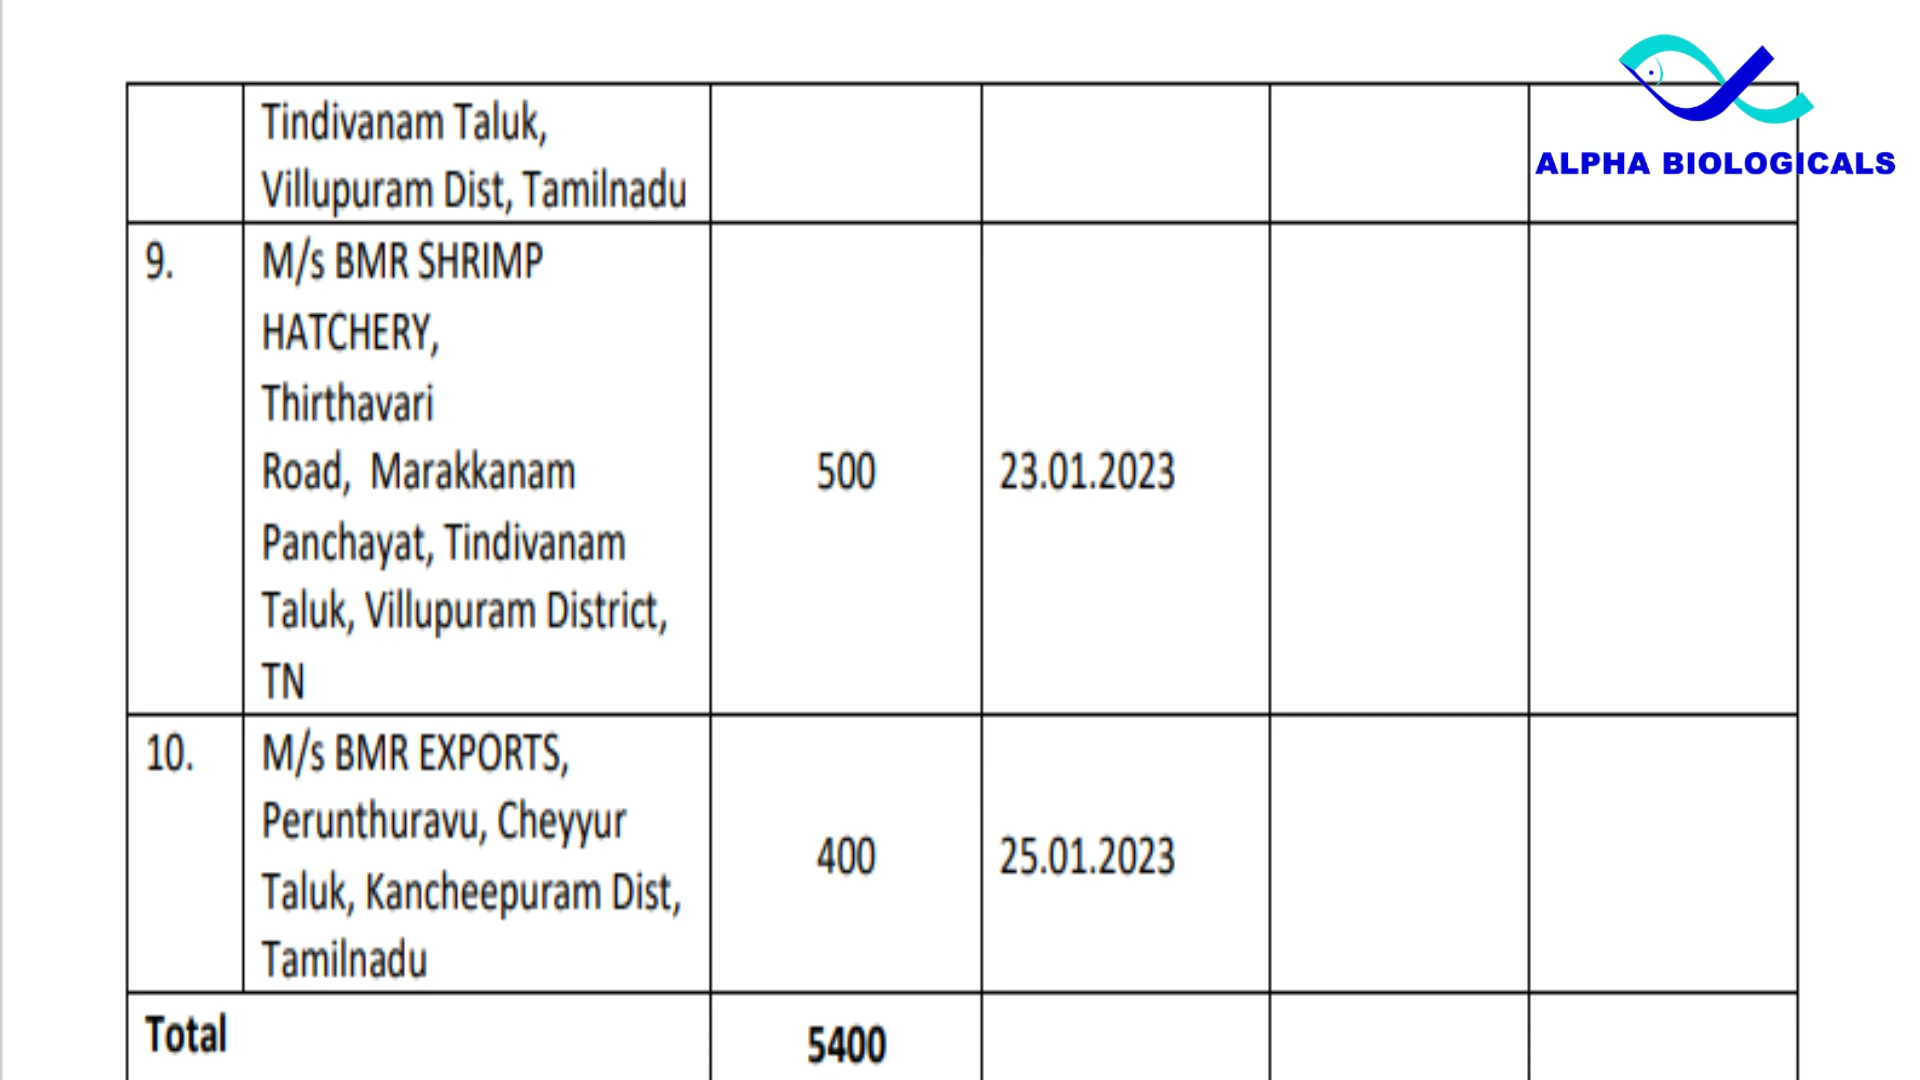 ALPHA BIOLOGICALS
Tindivanam Taluk,
Villupuram Dist, Tamilnadu
9.
M/s BMR SHRIMP
HATCHERY,
Thirthavari
Road, Marakkanam
Panchayat, Tindivanam
Taluk, Villupuram District,
TN
500
23.01.2023
10.
M/s BMR EXPORTS,
Perunthuravu, Cheyyur
Taluk, Kancheepuram Dist,
Tamilnadu
400
25.01.2023
Total
5400